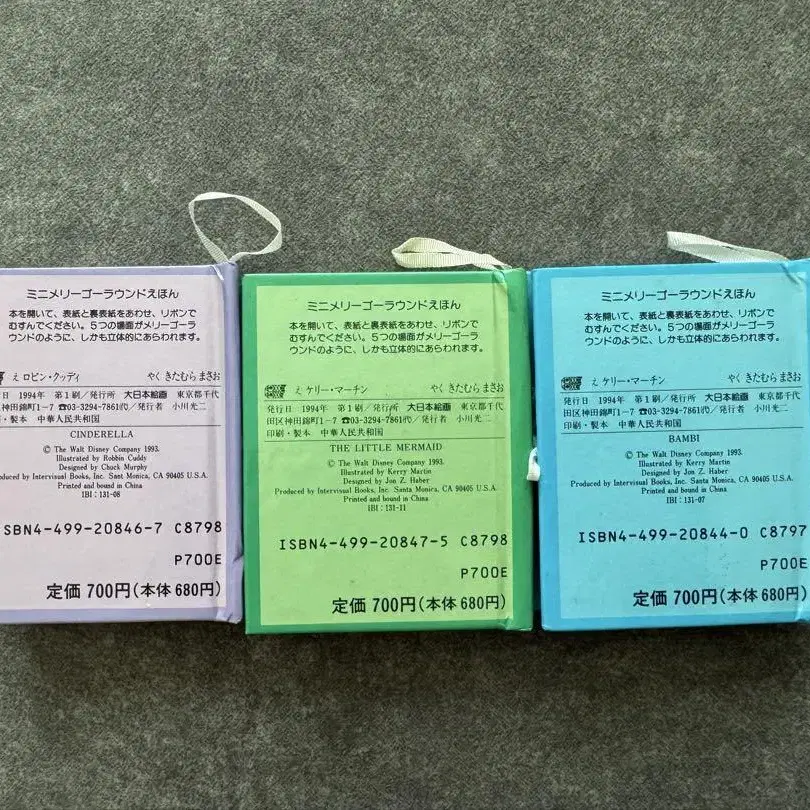 ミニメリーゴーラウンドえほん
本を開いて、表紙と裏表紙をあわせ、リボンで
むすんでください。5つの場面がメリーゴーラ
ウンドのように、しかも立体的にあらわれます。
え ロビン・クッディ やく きたむら まさお
日 1994年 第1刷/発行所 大日本絵画 東京都千代
神田錦町1-7 ☎03-3294-7861代/発行者 小川光二
・製本 中華人民共和国
CINDERELLA
© The Walt Disney Company 1993.
Illustrated by Robbin Cuddy
Designed by Chuck Murphy
oduced by Intervisual Books, Inc. Sant Monica, CA 90405 U.S.A.
Printed and bound in China
IBI : 131-08
SBN4-499-20846-7 C8798
P700E
定価 700円(本体 680円)
ミニメリーゴーラウンドえほん
本を開いて、表紙と裏表紙をあわせ、リボンで
むすんでください。5つの場面がメリーゴーラ
ウンドのように、しかも立体的にあらわれます。
え ケリー・マーチン やく きたむら まさお
発行日 1994年 第1刷/発行所 大日本絵画 東京都千代
田区神田錦町1-7 ☎03-3294-7861代/発行者 小川光二
印刷・製本 中華人民共和国
THE LITTLE MERMAID
© The Walt Disney Company 1993.
Illustrated by Kerry Martin
Designed by Jon Z. Haber
Produced by Intervisual Books, Inc. Santa Monica, CA 90405 U.S.A.
Printed and bound in China
IBI : 131-11
ISBN4-499-20847-5 C8798
P700E
定価 700円(本体 680円)
ミニメリーゴーラウンドえほん
本を開いて、表紙と裏表紙をあわせ、リボンで
むすんでください。5つの場面がメリーゴーラ
ウンドのように、しかも立体的にあらわれます。
え ケリー・マーチン やく きたむら まさお
発行日 1994年 第1刷/発行所 大日本絵画 東京都千代
田区神田錦町1-7 ☎03-3294-7861代/発行者 小川光二
印刷・製本 中華人民共和国
BAMBI
© The Walt Disney Company 1993.
Illustrated by Kerry Martin
Designed by Jon Z. Haber
Produced by Intervisual Books, Inc. Santa Monica, CA 90405 U.S.A.
Printed and bound in China
IBI : 131-07
ISBN4-499-20844-0 C8797
P700E
定価 700円(本体 680円)